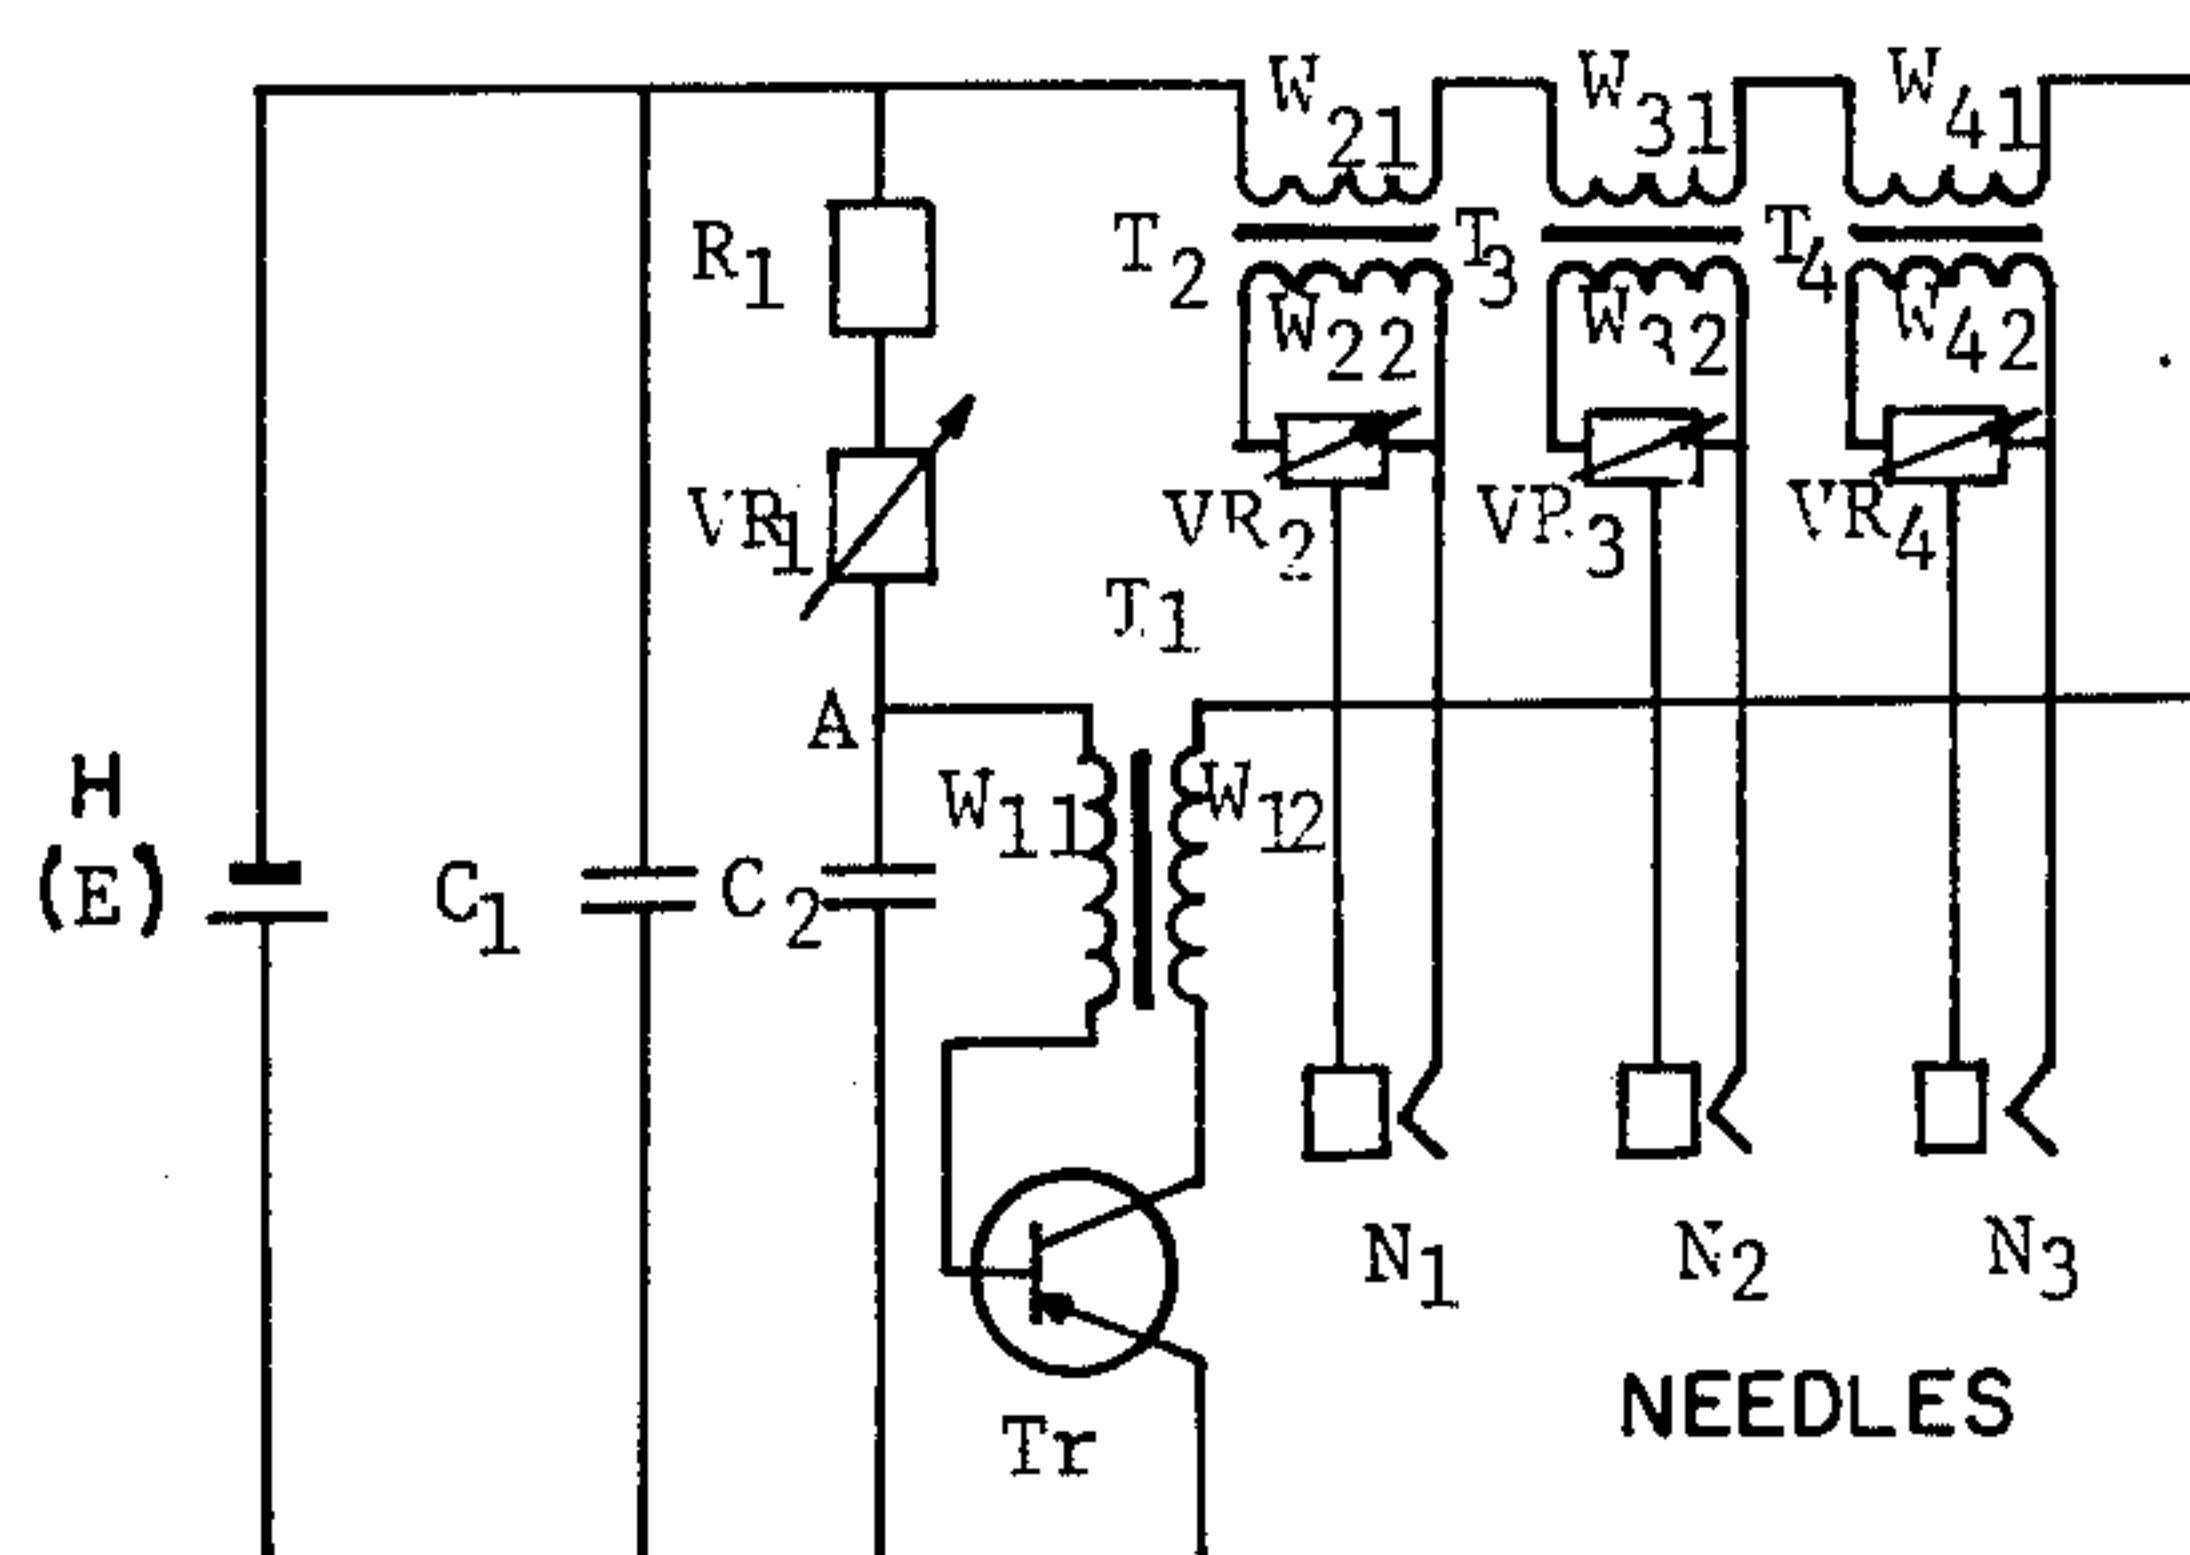 W21 W31 W41
R1 T2 T3 T4
W22 W32 W42
VR1 VR2 VP3 VR4
T1
A
H W11 W12
(E) C1 C2
N1 N2 N3
NEEDLES
Tr